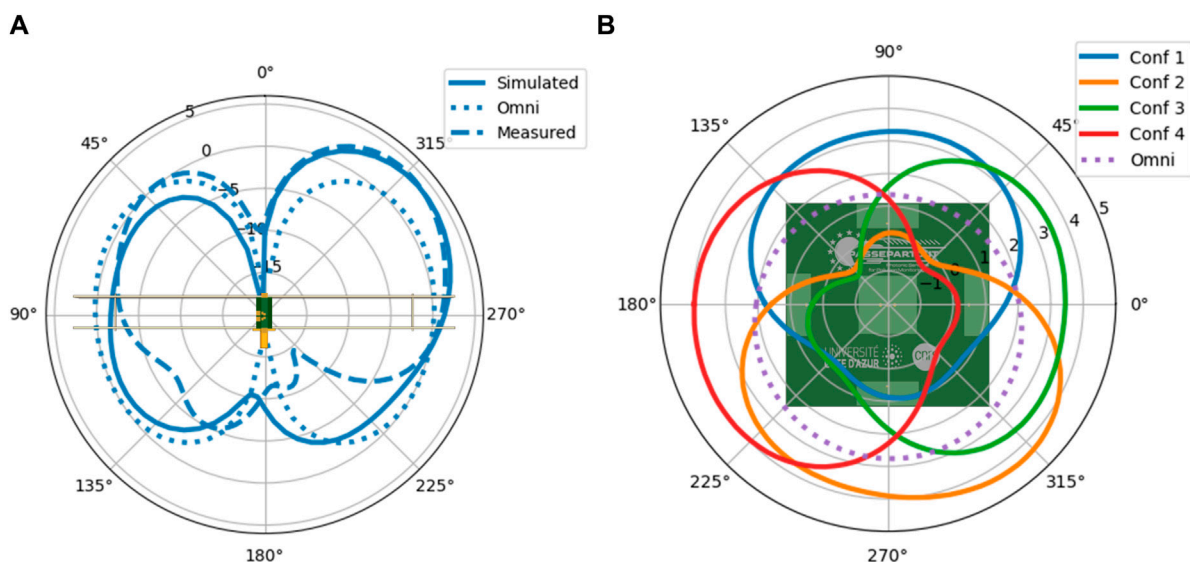 A
0°
45°
315°
90°
270°
135°
225°
180°
5
0
−5
−10
−15
Simulated
Omni
Measured
B
90°
135°
45°
180°
0°
225°
315°
270°
−1
0
1
2
3
4
5
Conf 1
Conf 2
Conf 3
Conf 4
Omni
UNIVERSITÉ
D'AZUR